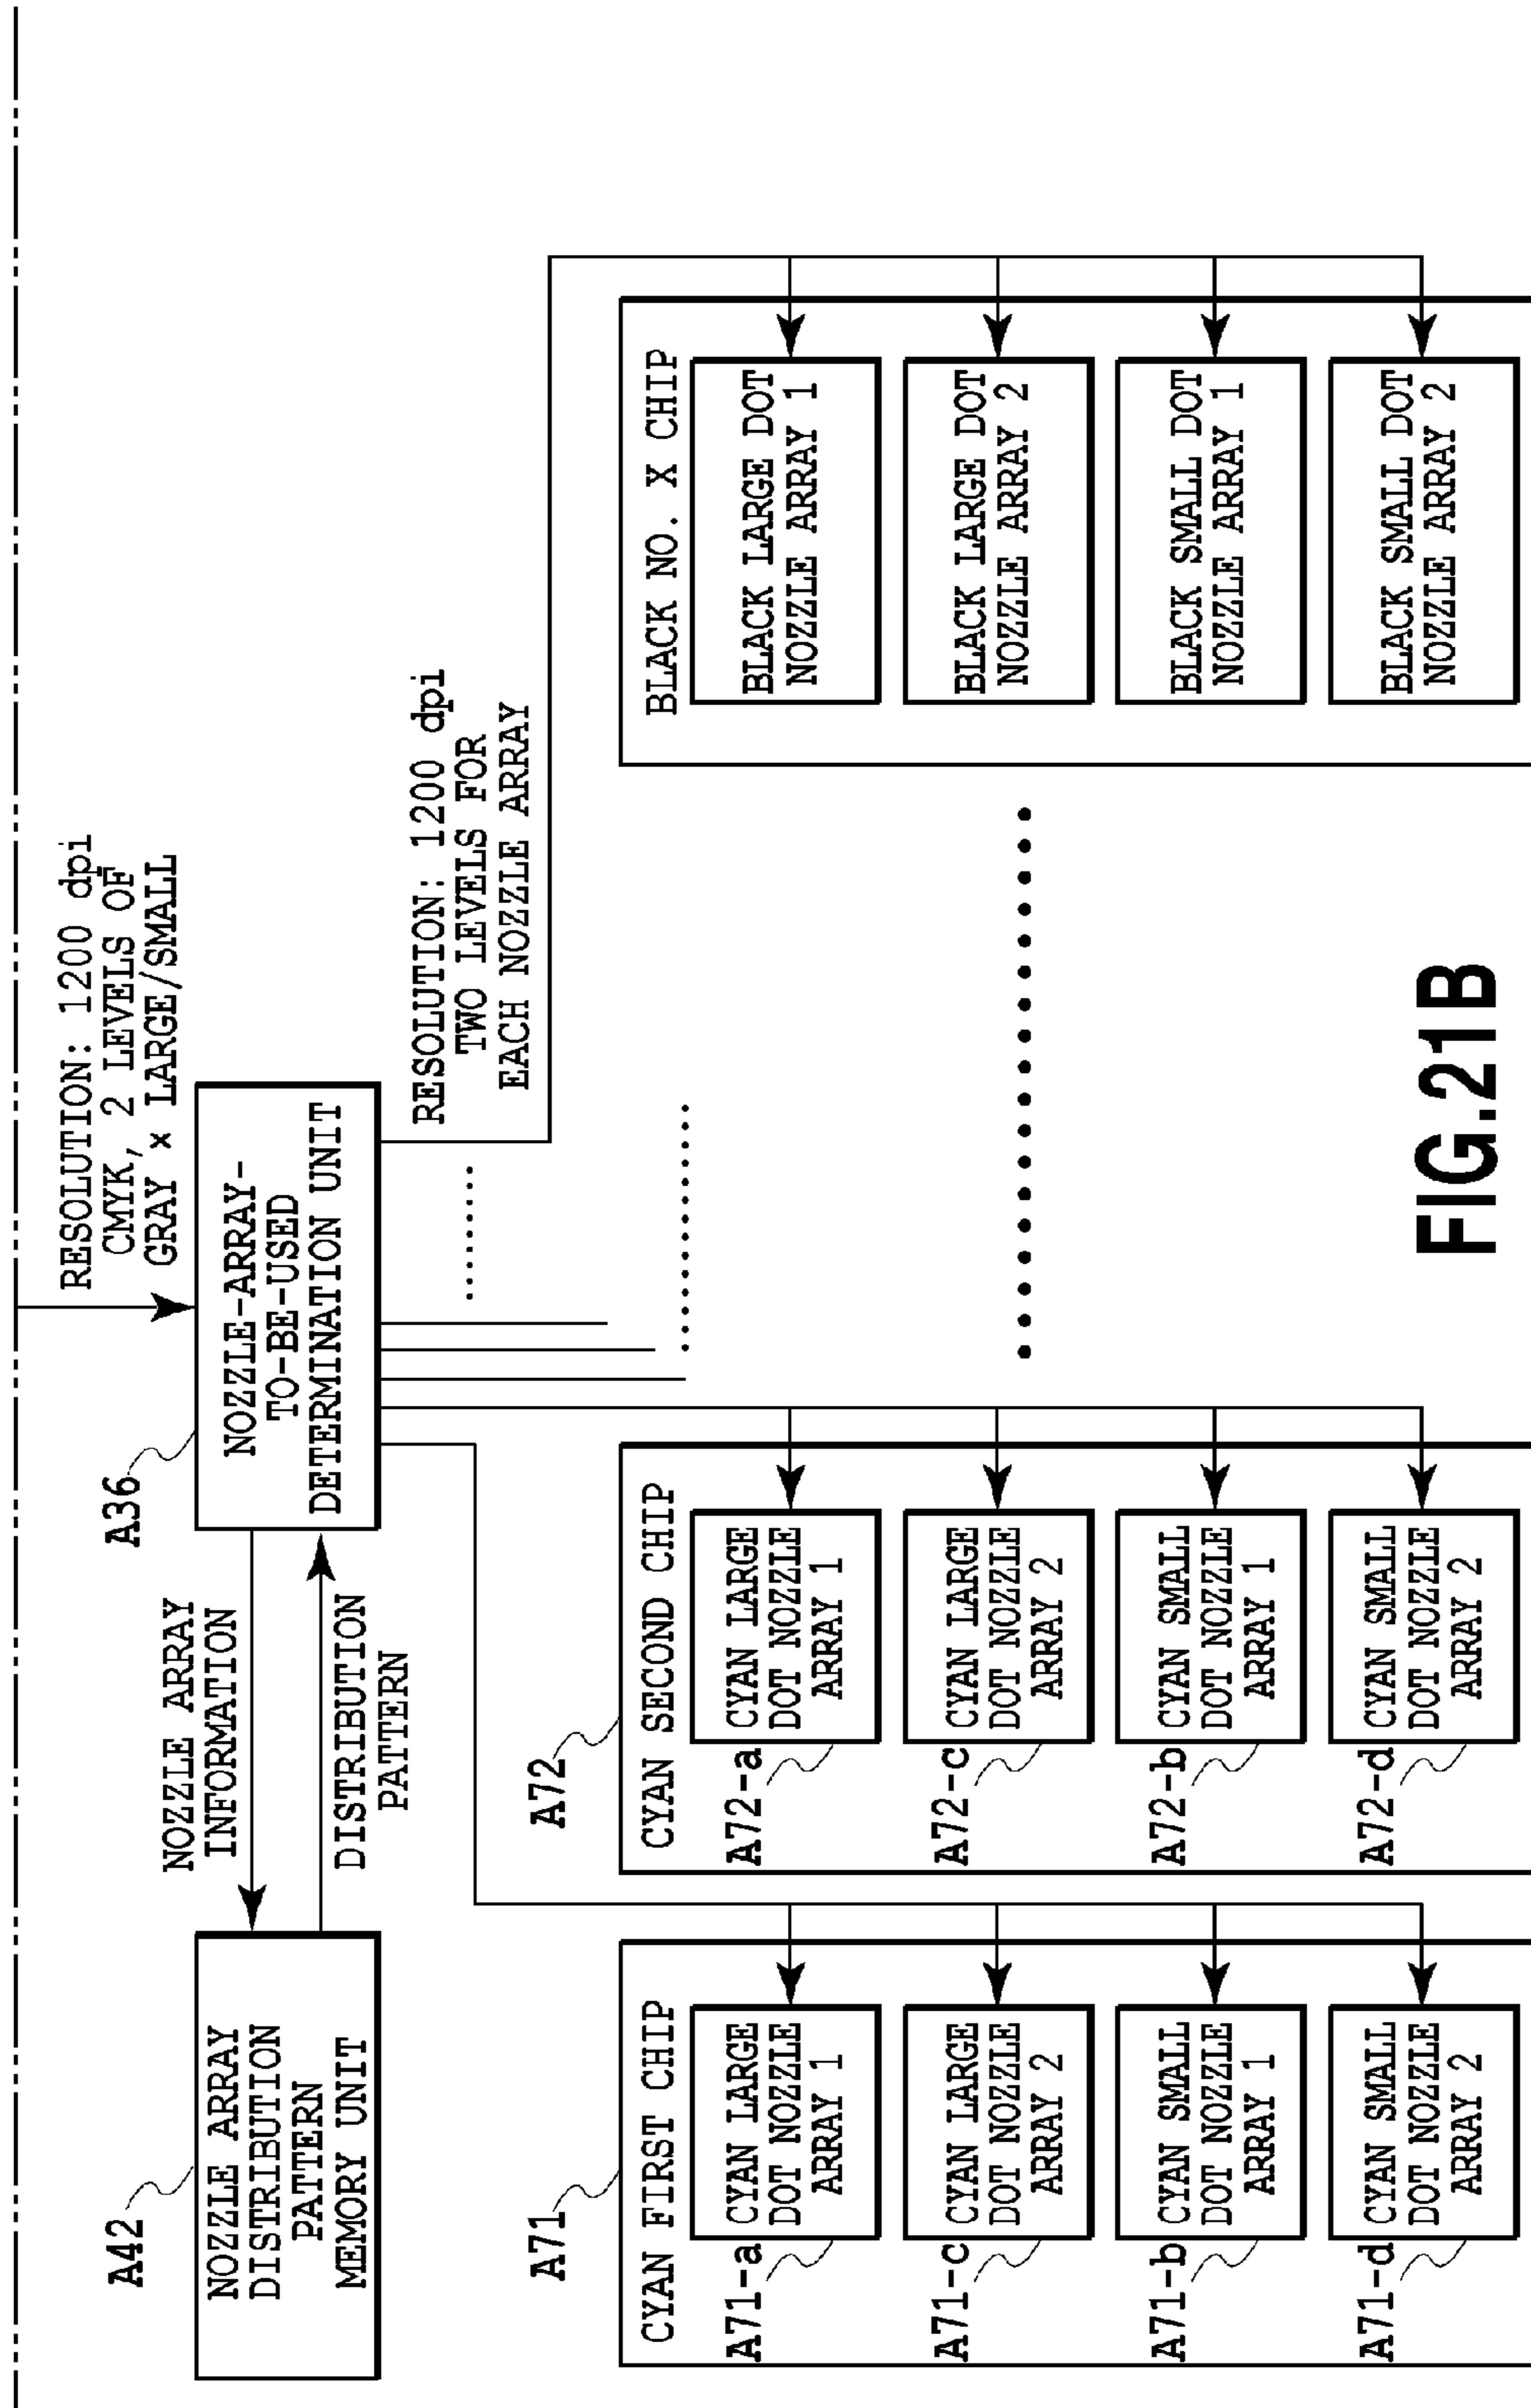 RESOLUTION: 1200 dpi
CMYK, 2 LEVELS OF
GRAY × LARGE/SMALL
A42
NOZZLE ARRAY
DISTRIBUTION
PATTERN
MEMORY UNIT
NOZZLE ARRAY
INFORMATION
DISTRIBUTION
PATTERN
A36
NOZZLE-ARRAY-
TO-BE-USED
DETERMINATION UNIT
RESOLUTION: 1200 dpi
TWO LEVELS FOR
EACH NOZZLE ARRAY
A71
CYAN FIRST CHIP
A71-a
CYAN LARGE
DOT NOZZLE
ARRAY 1
A71-c
CYAN LARGE
DOT NOZZLE
ARRAY 2
A71-b
CYAN SMALL
DOT NOZZLE
ARRAY 1
A71-d
CYAN SMALL
DOT NOZZLE
ARRAY 2
A72
CYAN SECOND CHIP
A72-a
CYAN LARGE
DOT NOZZLE
ARRAY 1
A72-c
CYAN LARGE
DOT NOZZLE
ARRAY 2
A72-b
CYAN SMALL
DOT NOZZLE
ARRAY 1
A72-d
CYAN SMALL
DOT NOZZLE
ARRAY 2
BLACK NO. X CHIP
BLACK LARGE DOT
NOZZLE ARRAY 1
BLACK LARGE DOT
NOZZLE ARRAY 2
BLACK SMALL DOT
NOZZLE ARRAY 1
BLACK SMALL DOT
NOZZLE ARRAY 2
FIG.21B